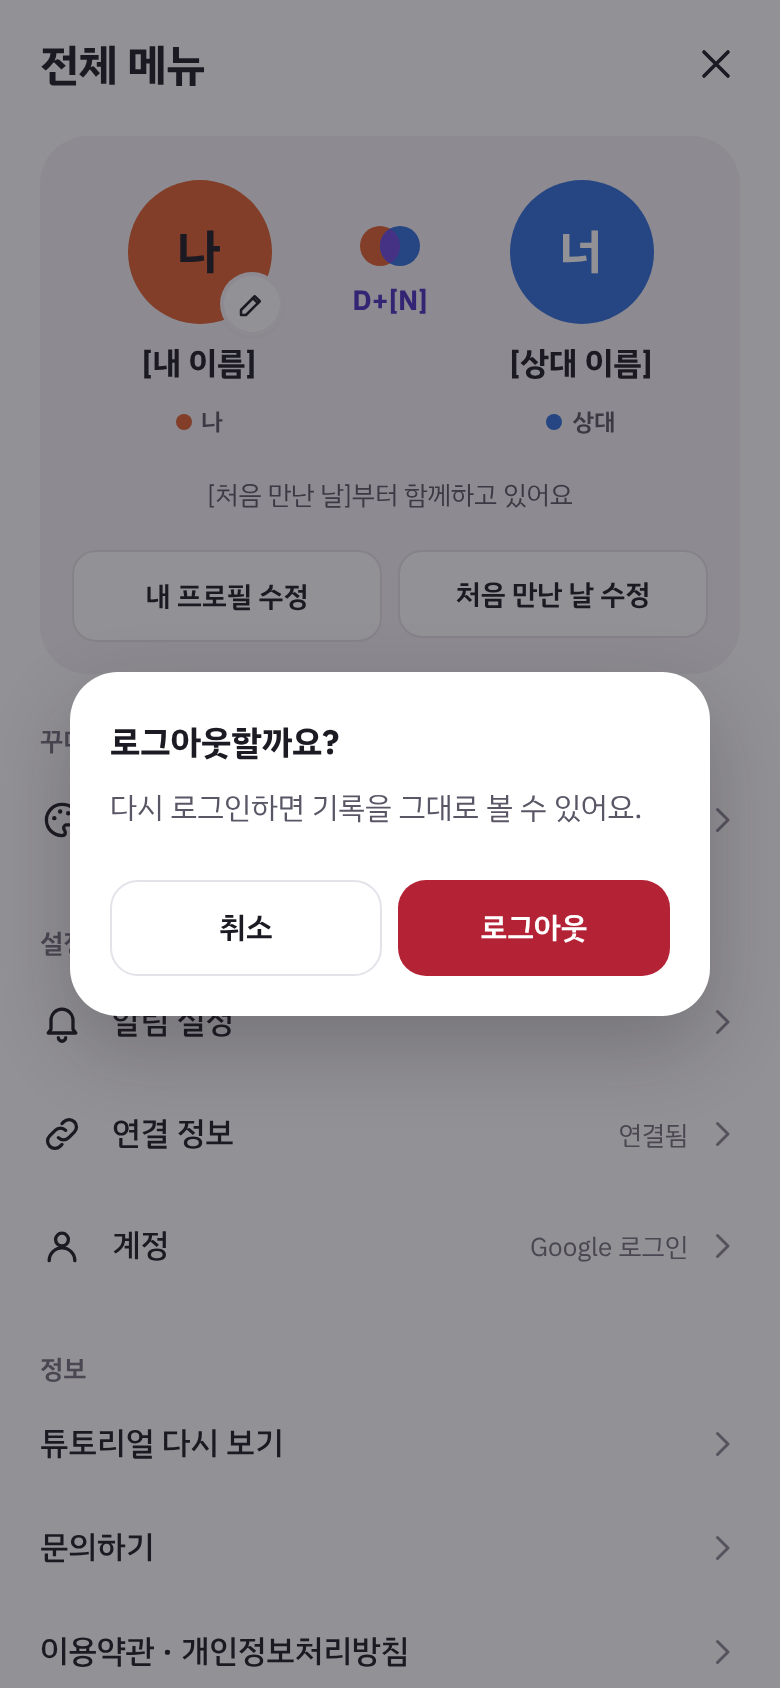 전체 메뉴
나
너
D+[N]
[내 이름]
[상대 이름]
나
상대
[처음 만난 날]부터 함께하고 있어요
내 프로필 수정
처음 만난 날 수정
로그아웃할까요?
다시 로그인하면 기록을 그대로 볼 수 있어요.
취소
로그아웃
알림 설정
연결 정보
연결됨
계정
Google 로그인
정보
튜토리얼 다시 보기
문의하기
이용약관 · 개인정보처리방침